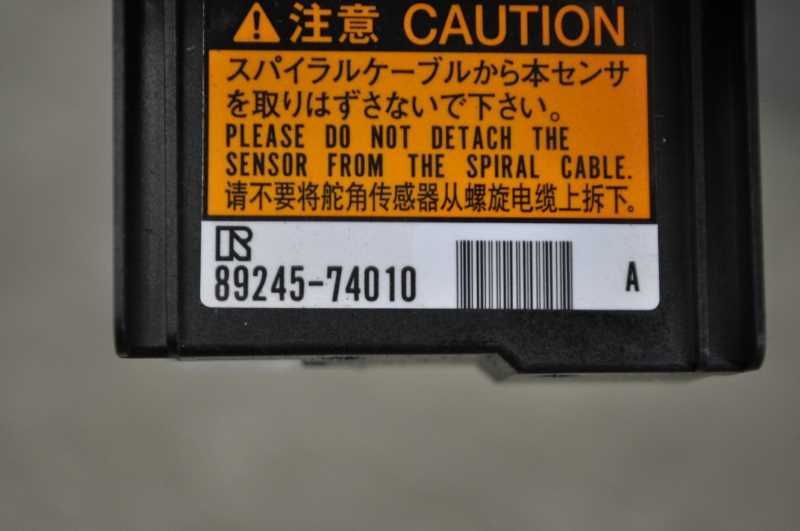 注意 CAUTION
スパイラルケーブルから本センサ
を取りはずさないで下さい。
PLEASE DO NOT DETACH THE
SENSOR FROM THE SPIRAL CABLE.
请不要将舵角传感器从螺旋电缆上拆下。
R
89245-74010 A